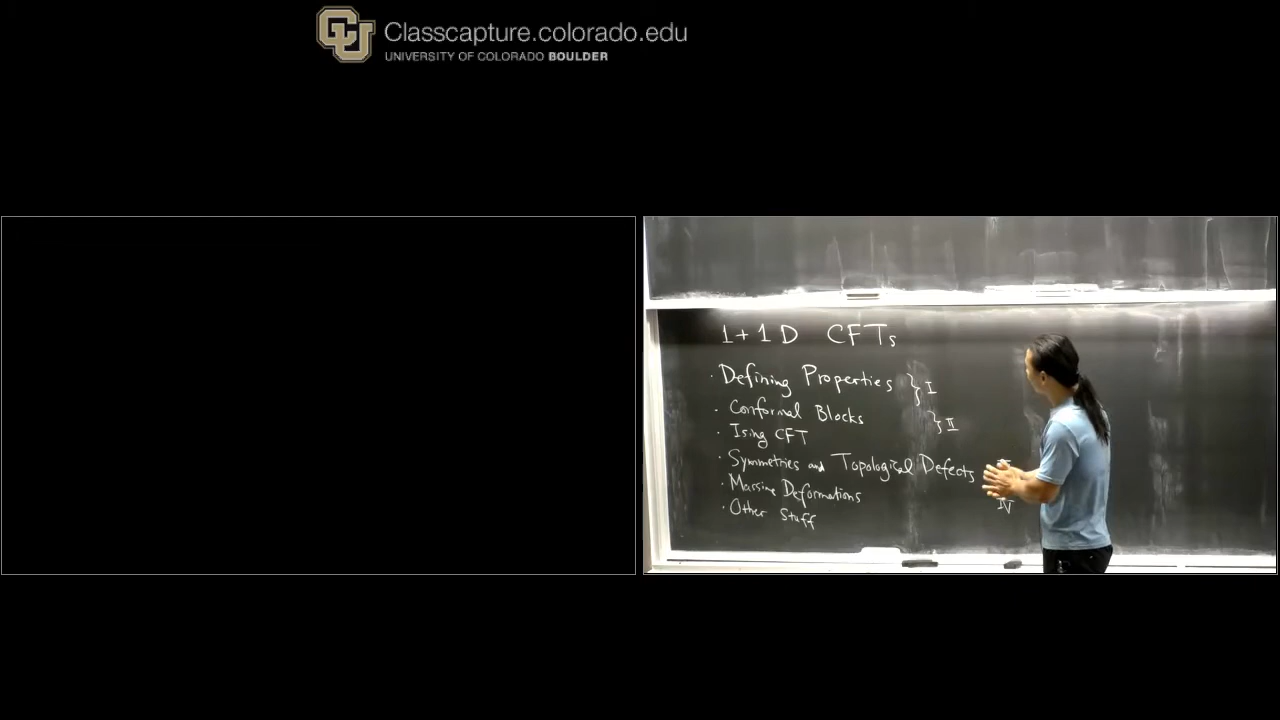 CU
Classcapture.colorado.edu
UNIVERSITY OF COLORADO BOULDER
1+1 D CFTs
· Defining Properties } I
· Conformal Blocks } II
· Ising CFT
· Symmetries and Topological Defects
· Massive Deformations
· Other Stuff IV